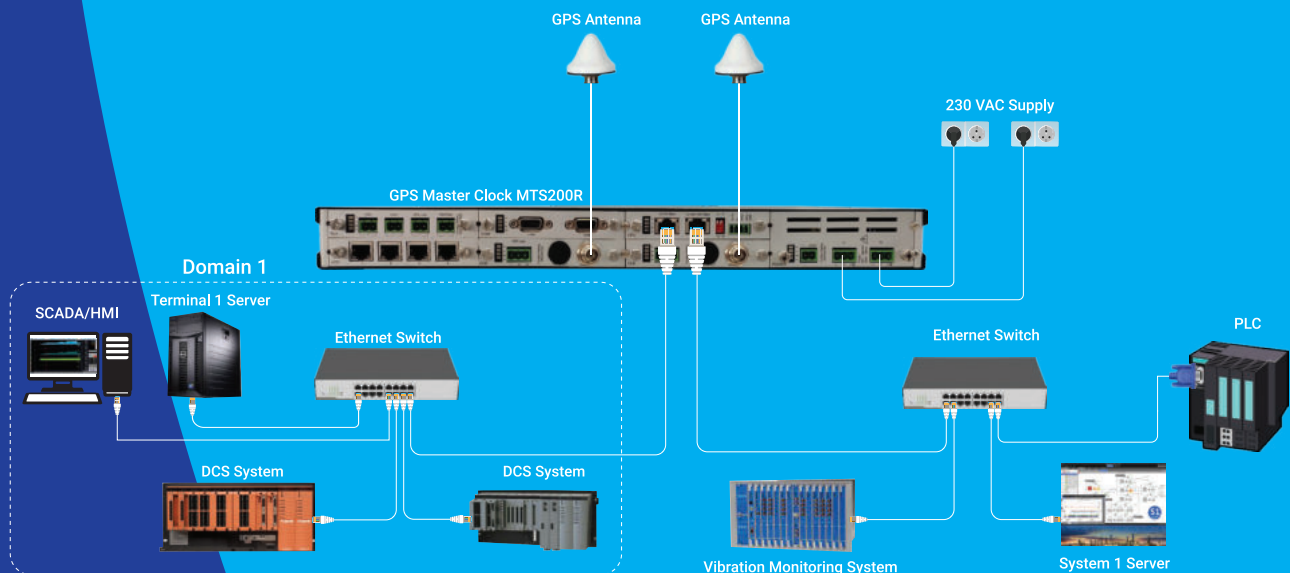 GPS Antenna
GPS Antenna
230 VAC Supply
GPS Master Clock MTS200R
Domain 1
SCADA/HMI
Terminal 1 Server
Ethernet Switch
Ethernet Switch
PLC
DCS System
DCS System
Vibration Monitoring System
System 1 Server